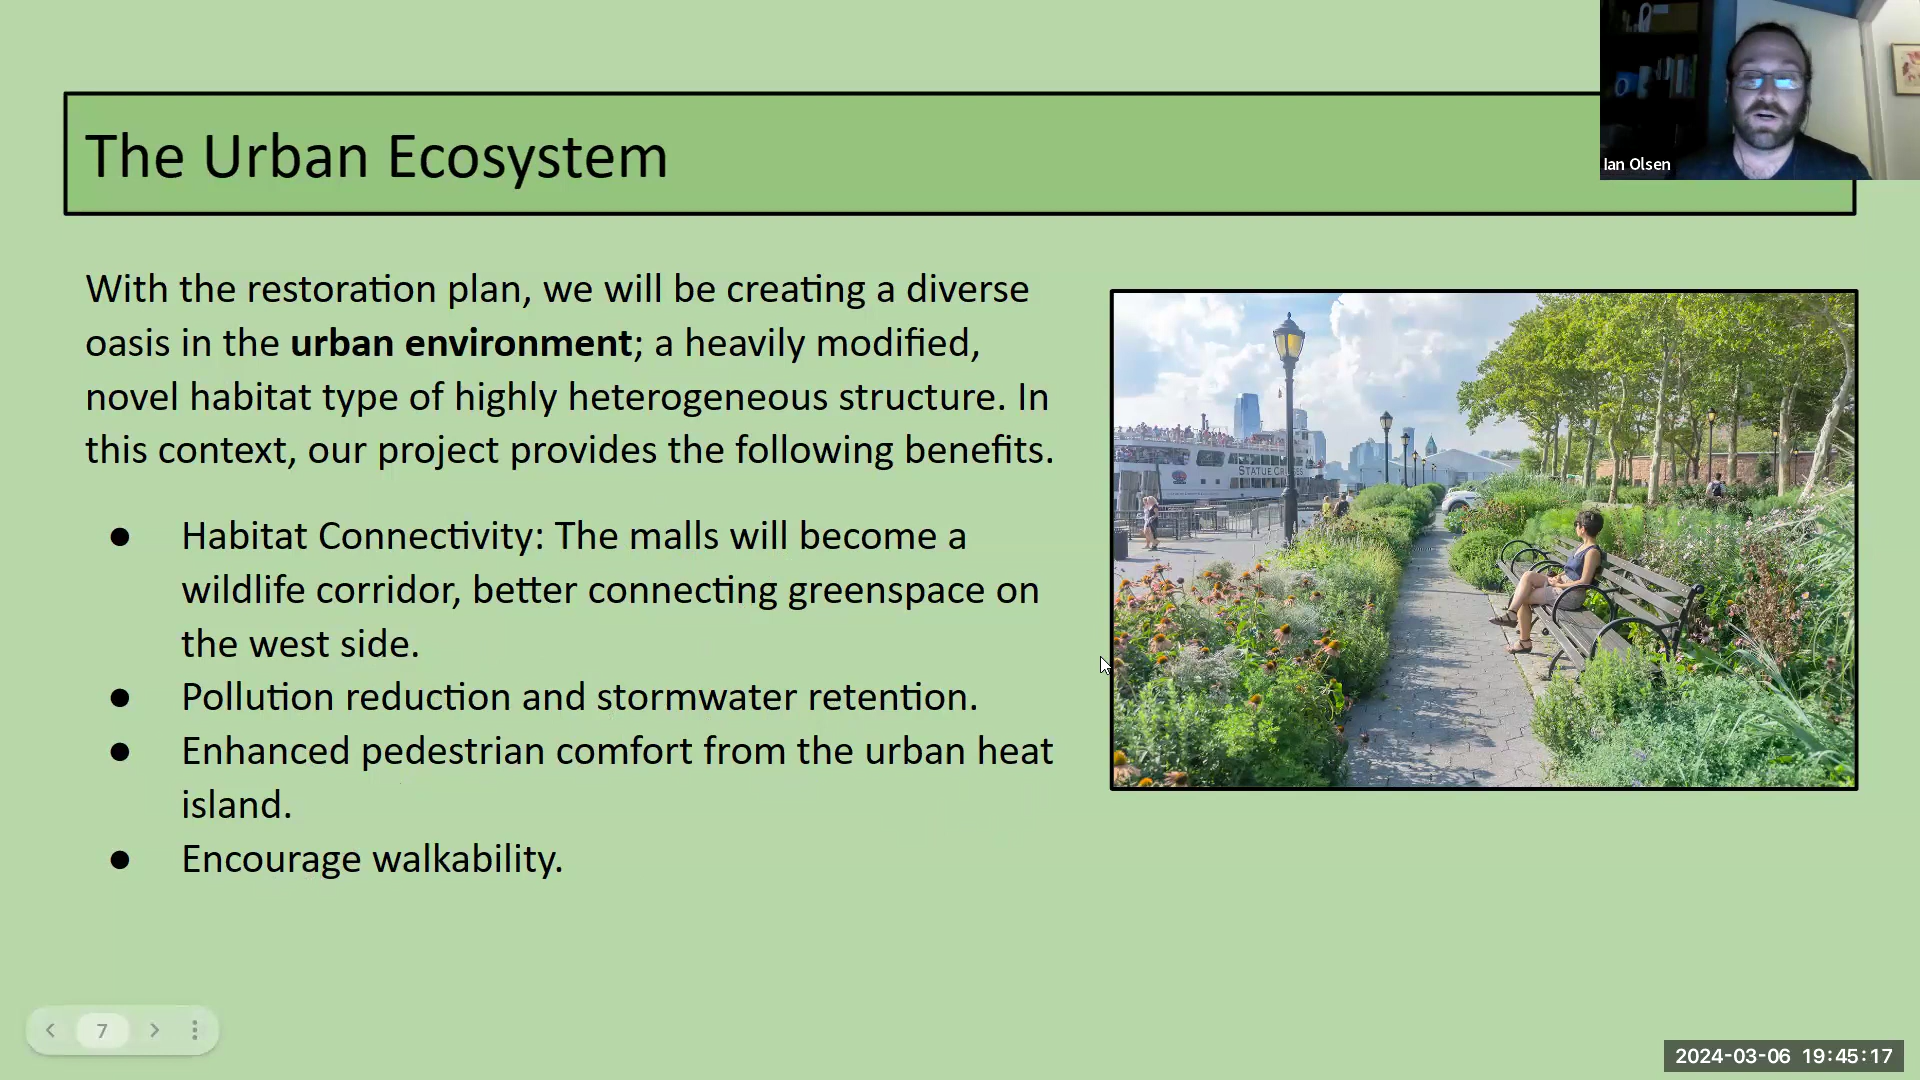 The Urban Ecosystem
Ian Olsen
With the restoration plan, we will be creating a diverse
oasis in the urban environment; a heavily modified,
novel habitat type of highly heterogeneous structure. In
this context, our project provides the following benefits.
● Habitat Connectivity: The malls will become a
wildlife corridor, better connecting greenspace on
the west side.
● Pollution reduction and stormwater retention.
● Enhanced pedestrian comfort from the urban heat
island.
● Encourage walkability.
STATUE CRUISES
7
2024-03-06 19:45:17